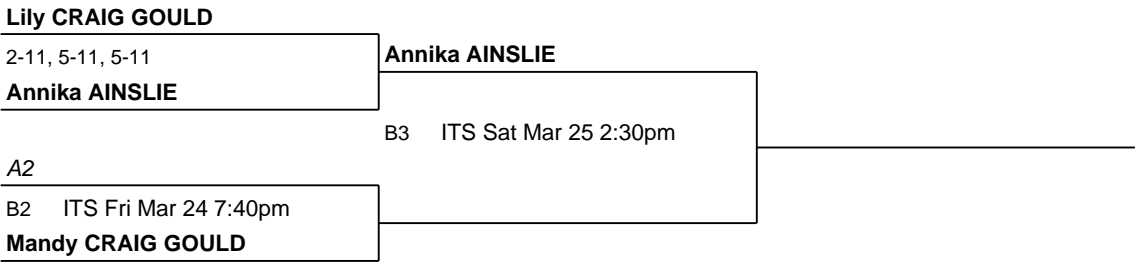 Lily CRAIG GOULD
2-11, 5-11, 5-11
Annika AINSLIE
Annika AINSLIE
B3 ITS Sat Mar 25 2:30pm
A2
B2 ITS Fri Mar 24 7:40pm
Mandy CRAIG GOULD